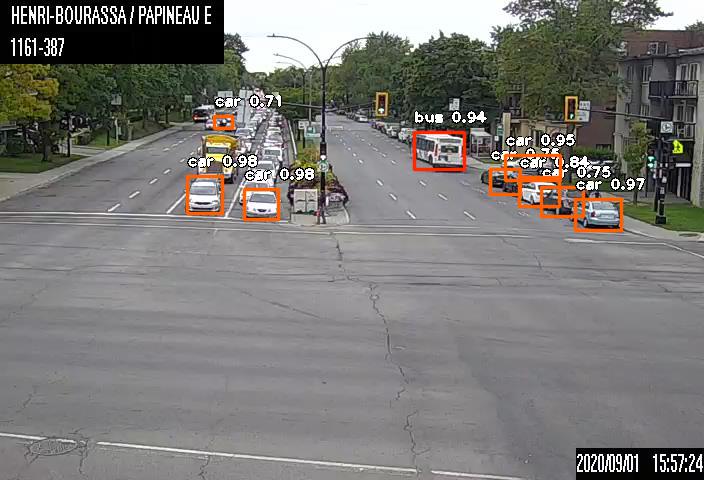 HENRI-BOURASSA / PAPINEAU E
1161-387
car 0.71
bus 0.94
car 0.95
car 0.84
car 0.98
car 0.98
car 0.75
car 0.97
2020/09/01 15:57:24